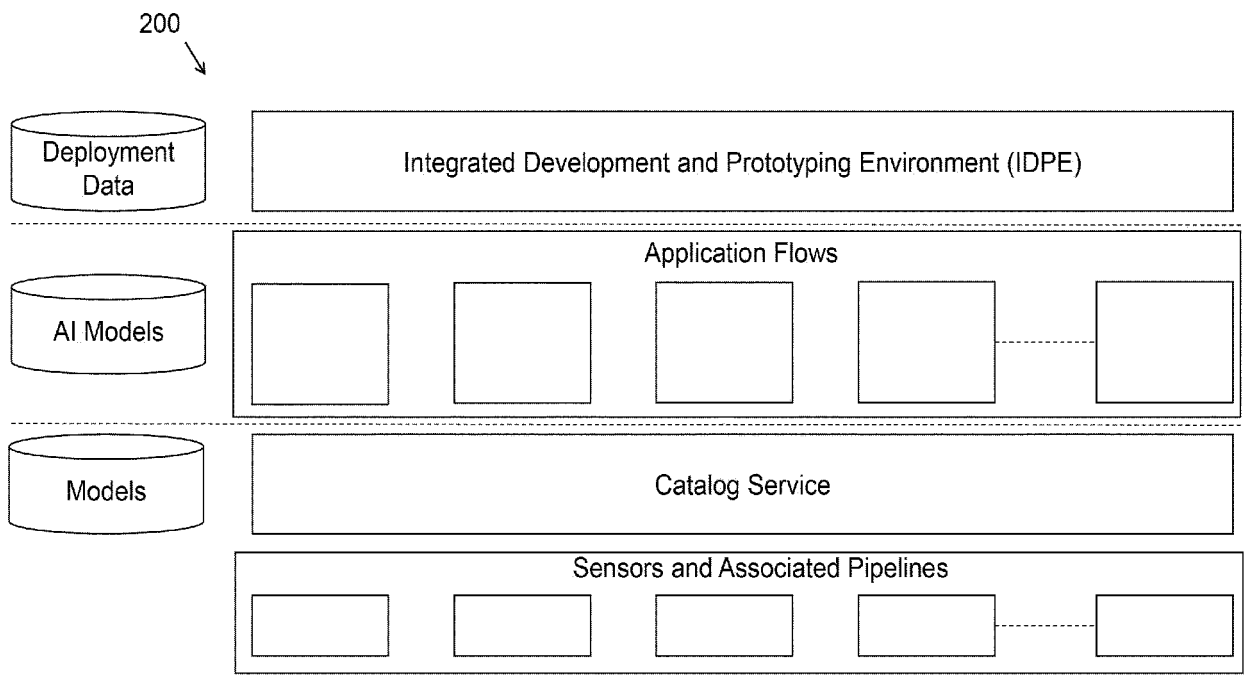 200
Deployment
Data
Integrated Development and Prototyping Environment (IDPE)
Application Flows
AI Models
Models
Catalog Service
Sensors and Associated Pipelines